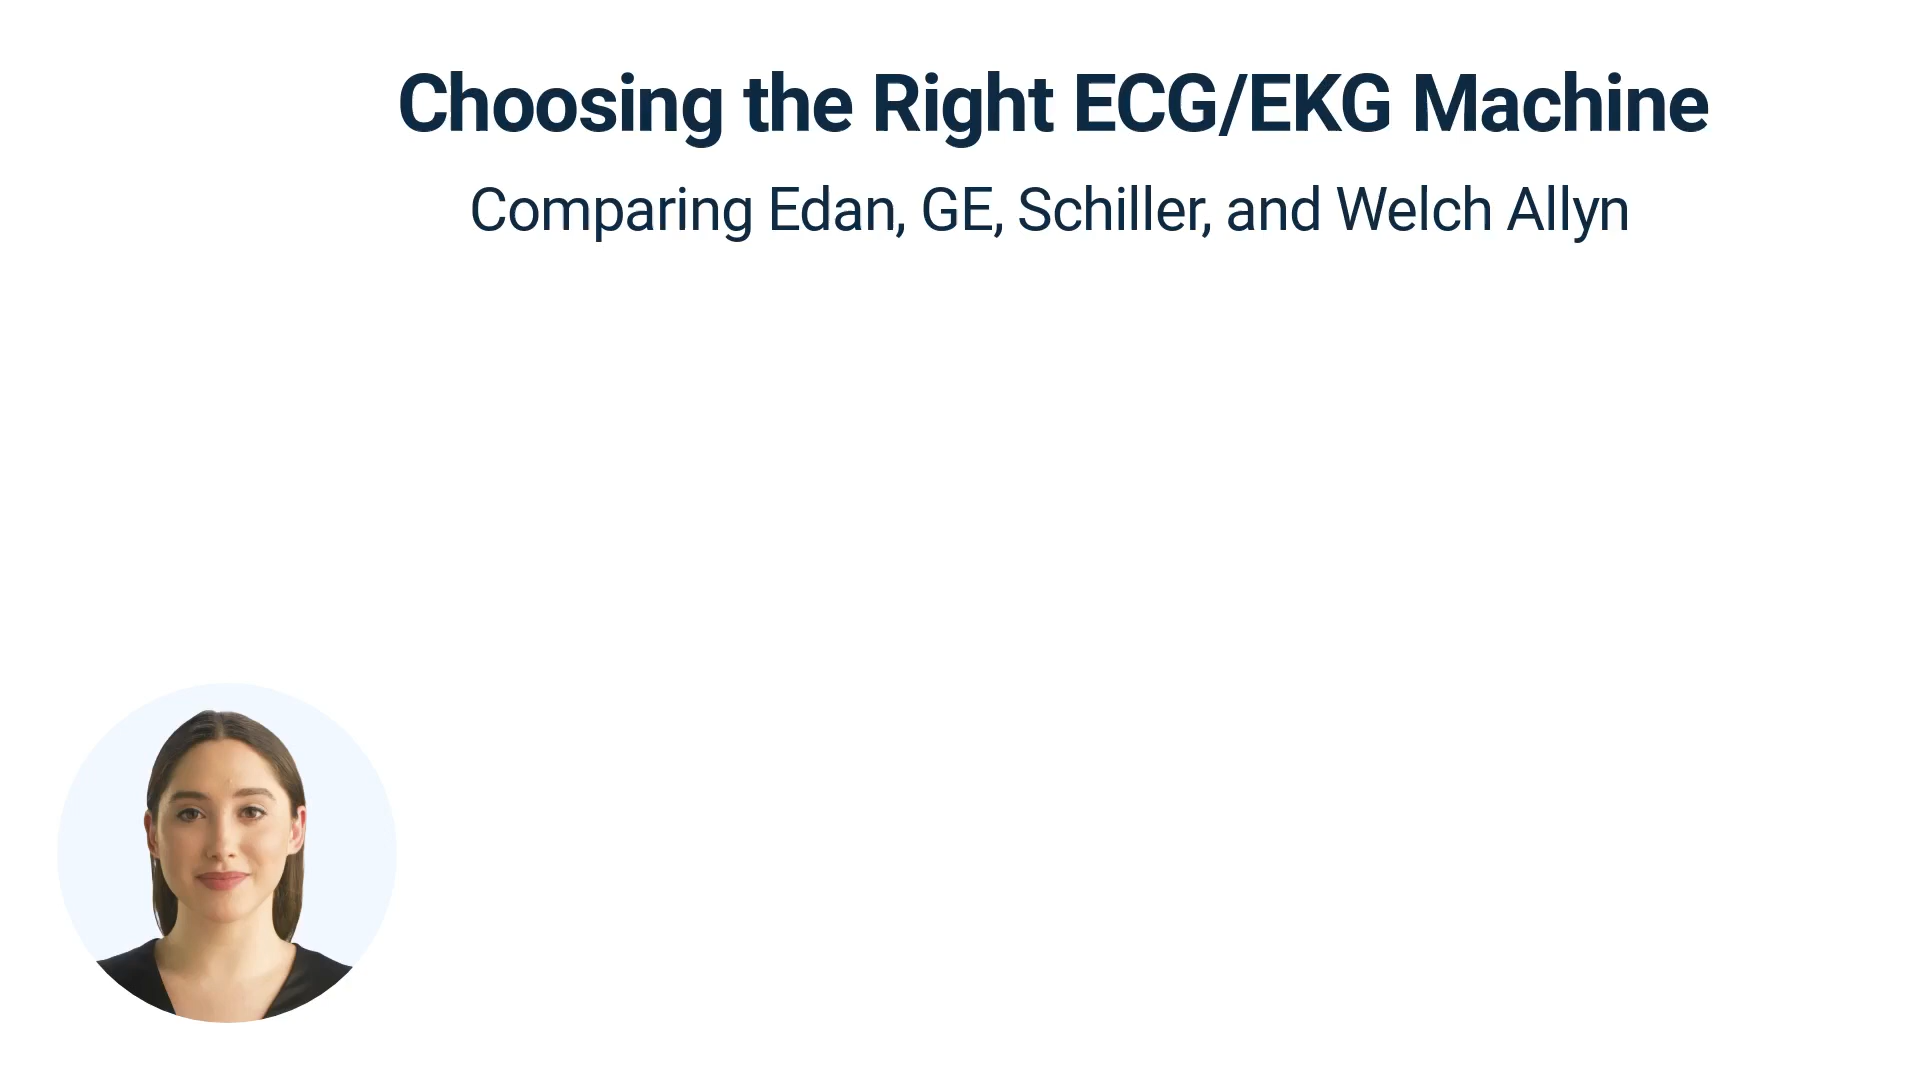 Choosing the Right ECG/EKG Machine
Comparing Edan, GE, Schiller, and Welch Allyn